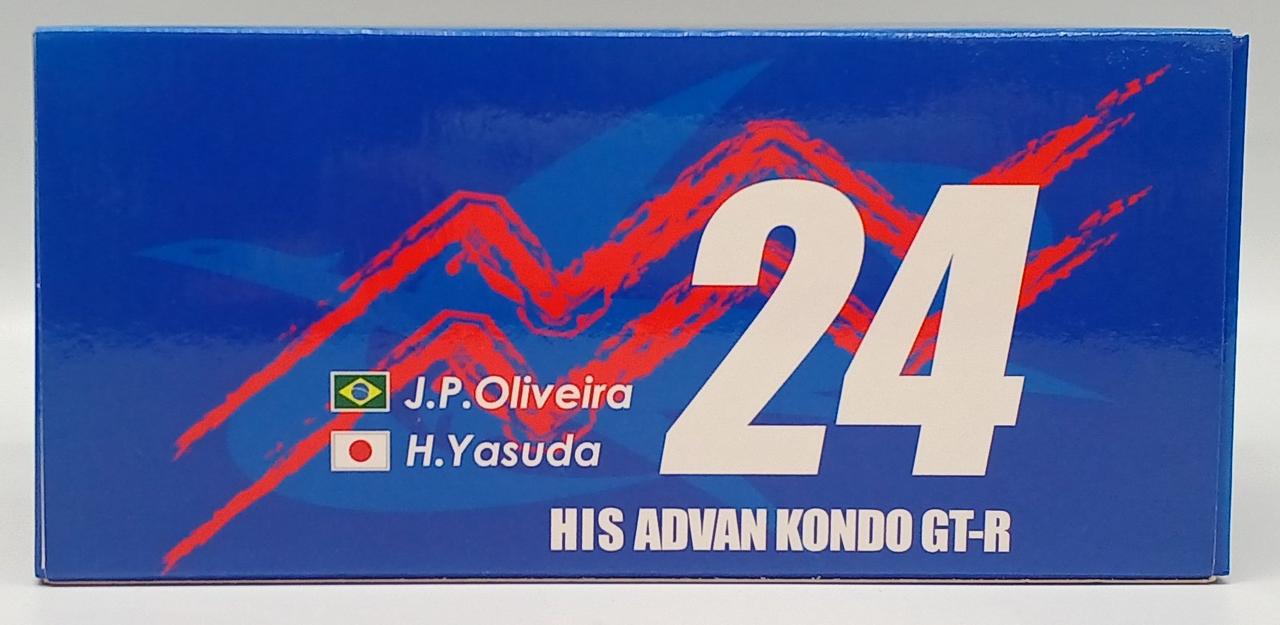 24
J.P.Oliveira
H.Yasuda
HIS ADVAN KONDO GT-R